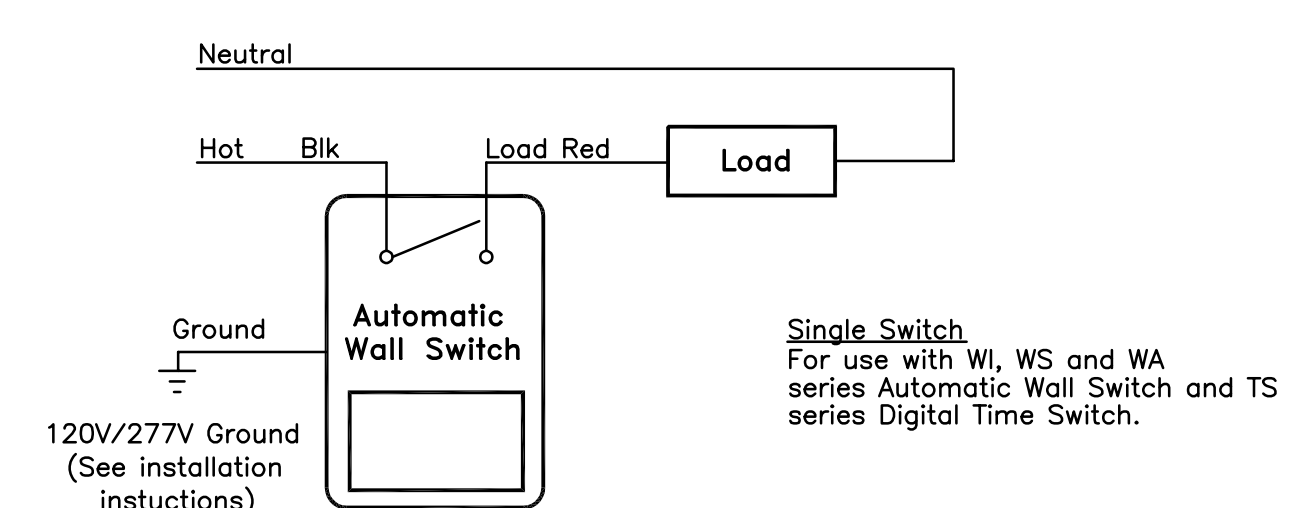 Neutral
Hot Blk Load Red
Load
Automatic
Wall Switch
Ground
120V/277V Ground
(See installation
instuctions)
Single Switch
For use with WI, WS and WA
series Automatic Wall Switch and TS
series Digital Time Switch.